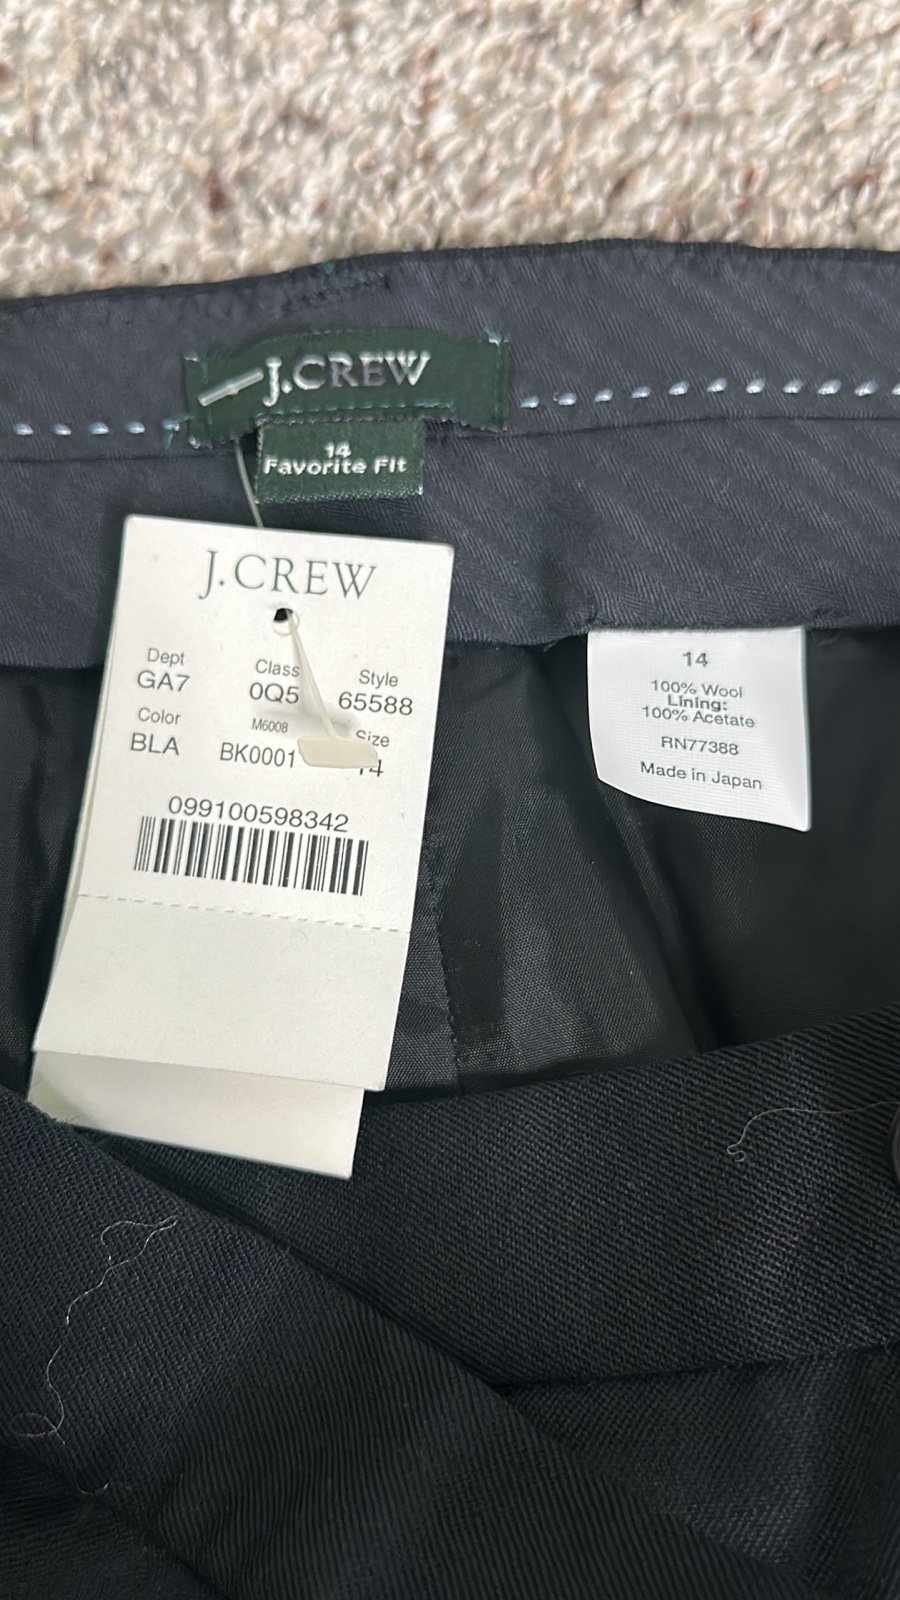 J.CREW
14
Favorite Fit
J.CREW
Dept Class Style
GA7 0Q5 65588
Color M6008 Size
BLA BK0001 14
099100598342
14
100% Wool
Lining:
100% Acetate
RN77388
Made in Japan